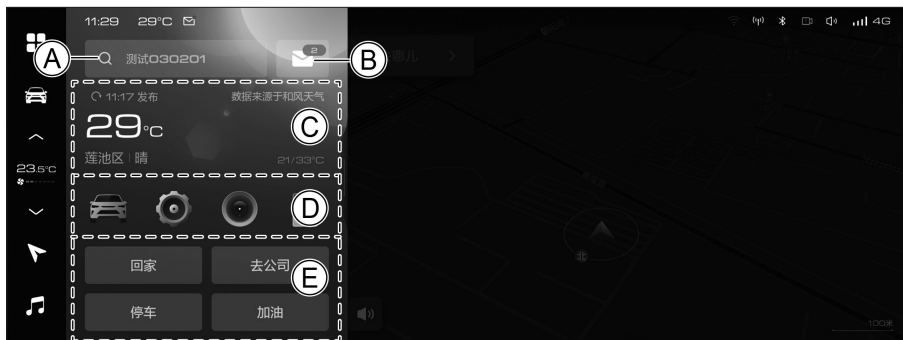 11:29 29°C 4G
A 测试030201 2 B
11:17 发布 数据来源于和风天气
29°C C
莲池区 晴 21/33°C
23.5°C
D
回家 去公司
E
停车 加油
北
100米